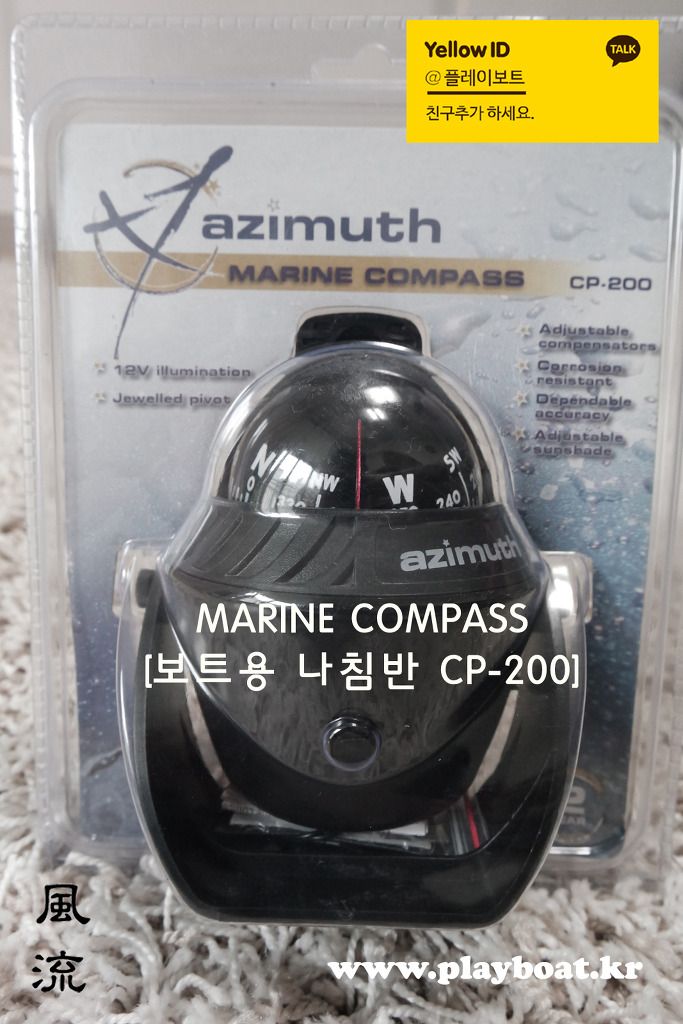 Yellow ID
TALK
@플레이보트
친구추가 하세요.
azimuth
MARINE COMPASS
CP-200
12V illumination
Jewelled pivot
Adjustable
compensators
Corrosion
resistant
Dependable
accuracy
Adjustable
sunshade
N NW W SW
240
azimuth
MARINE COMPASS
[보트용 나침반 CP-200]
風
流
www.playboat.kr